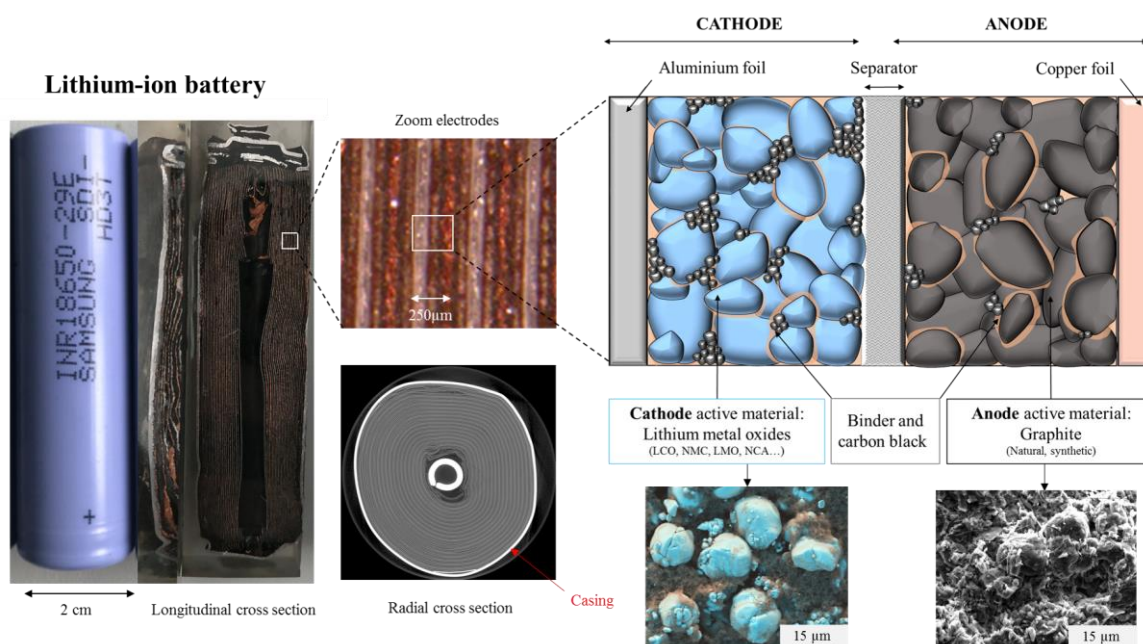 Lithium-ion battery
INR18650-29E
SAMSUNG SDI-
HD3T
+
2 cm
Longitudinal cross section
Zoom electrodes
250µm
Radial cross section
Casing
CATHODE
ANODE
Aluminium foil
Separator
Copper foil
Cathode active material:
Lithium metal oxides
(LCO, NMC, LMO, NCA…)
Binder and
carbon black
Anode active material:
Graphite
(Natural, synthetic)
15 µm
15 µm